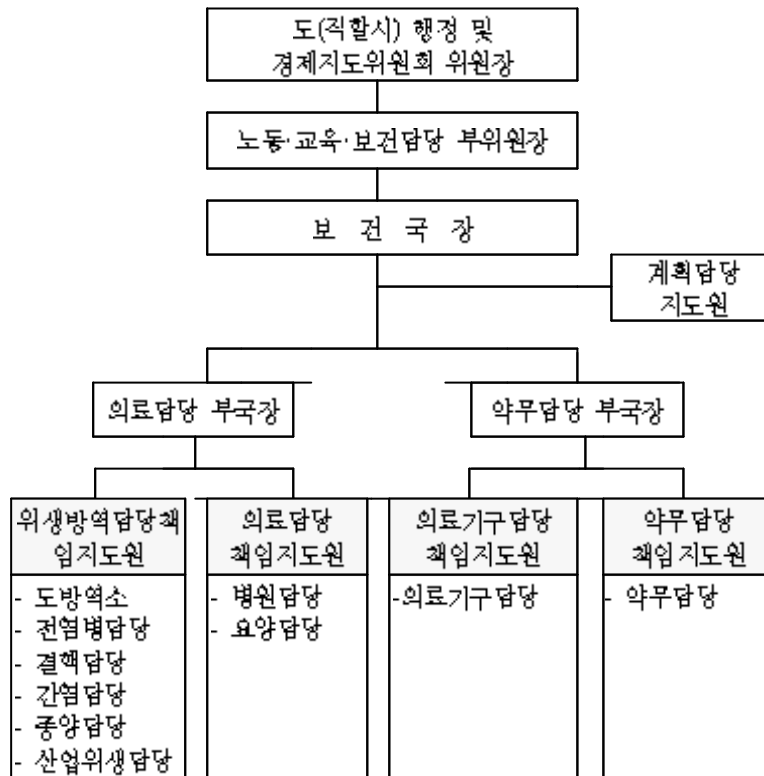 도(직할시) 행정 및
경제지도위원회 위원장
노동·교육·보건담당 부위원장
보 건 국 장
계획담당
지도원
의료담당 부국장
약무담당 부국장
위생방역담당책
임지도원
- 도방역소
- 전염병담당
- 결핵담당
- 간염담당
- 종양담당
- 산업위생담당
의료담당
책임지도원
- 병원담당
- 요양담당
의료기구담당
책임지도원
-의료기구담당
약무담당
책임지도원
- 약무담당